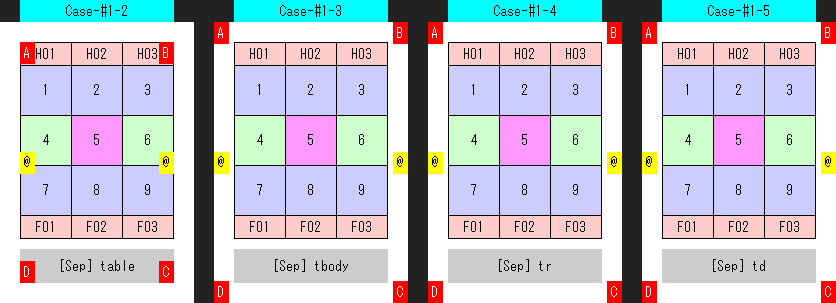 Case-#1-2 Case-#1-3 Case-#1-4 Case-#1-5
A B A B A B
A H01 H02 H03 B H01 H02 H03 H01 H02 H03 H01 H02 H03
1 2 3 1 2 3 1 2 3 1 2 3
4 5 6 4 5 6 4 5 6 4 5 6
@ @ @ @ @ @ @ @
7 8 9 7 8 9 7 8 9 7 8 9
F01 F02 F03 F01 F02 F03 F01 F02 F03 F01 F02 F03
D [Sep] table C [Sep] tbody [Sep] tr [Sep] td
D C D C D C